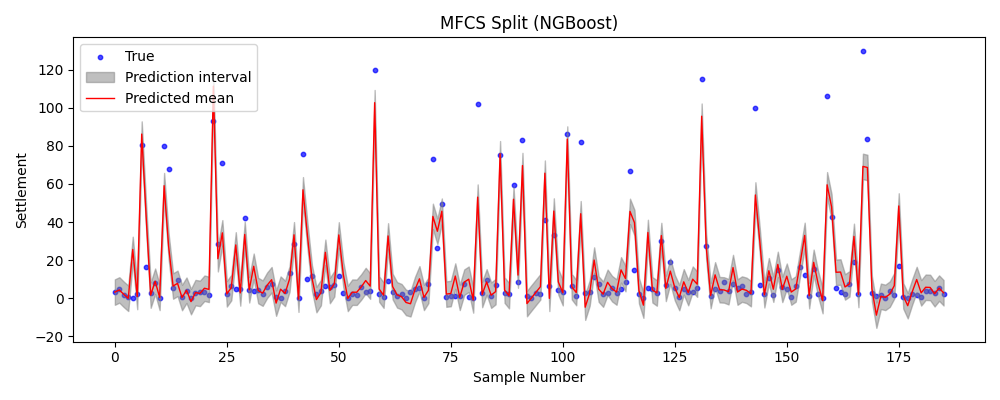 MFCS Split (NGBoost)
True
Prediction interval
Predicted mean
Settlement
120
100
80
60
40
20
0
−20
0 25 50 75 100 125 150 175
Sample Number